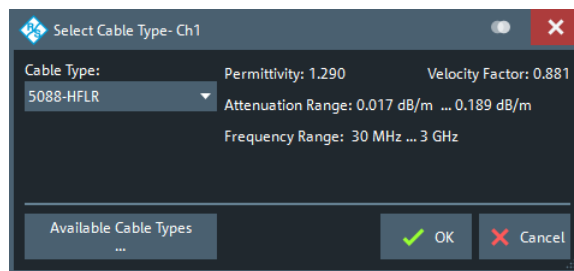 Select Cable Type- Ch1
Cable Type:
5088-HFLR
Permittivity: 1.290 Velocity Factor: 0.881
Attenuation Range: 0.017 dB/m ... 0.189 dB/m
Frequency Range: 30 MHz ... 3 GHz
Available Cable Types
...
OK
Cancel